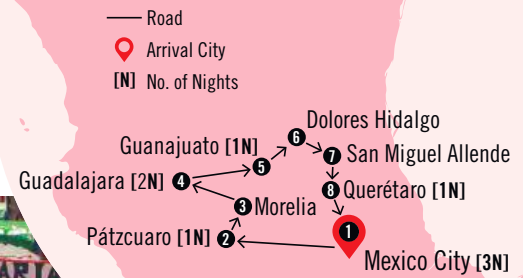 Road
Arrival City
[N] No. of Nights
Dolores Hidalgo
6
Guanajuato [1N]
5
7 San Miguel Allende
Guadalajara [2N] 4
8 Querétaro [1N]
3 Morelia
1
Pátzcuaro [1N] 2
Mexico City [3N]